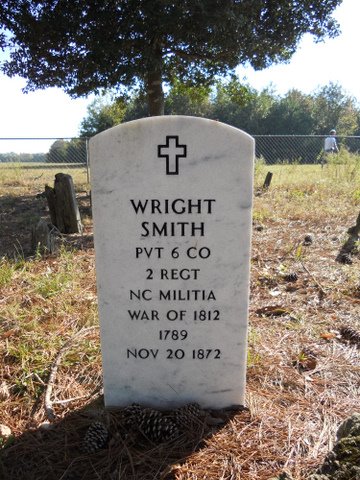 WRIGHT
SMITH
PVT 6 CO
2 REGT
NC MILITIA
WAR OF 1812
1789
NOV 20 1872